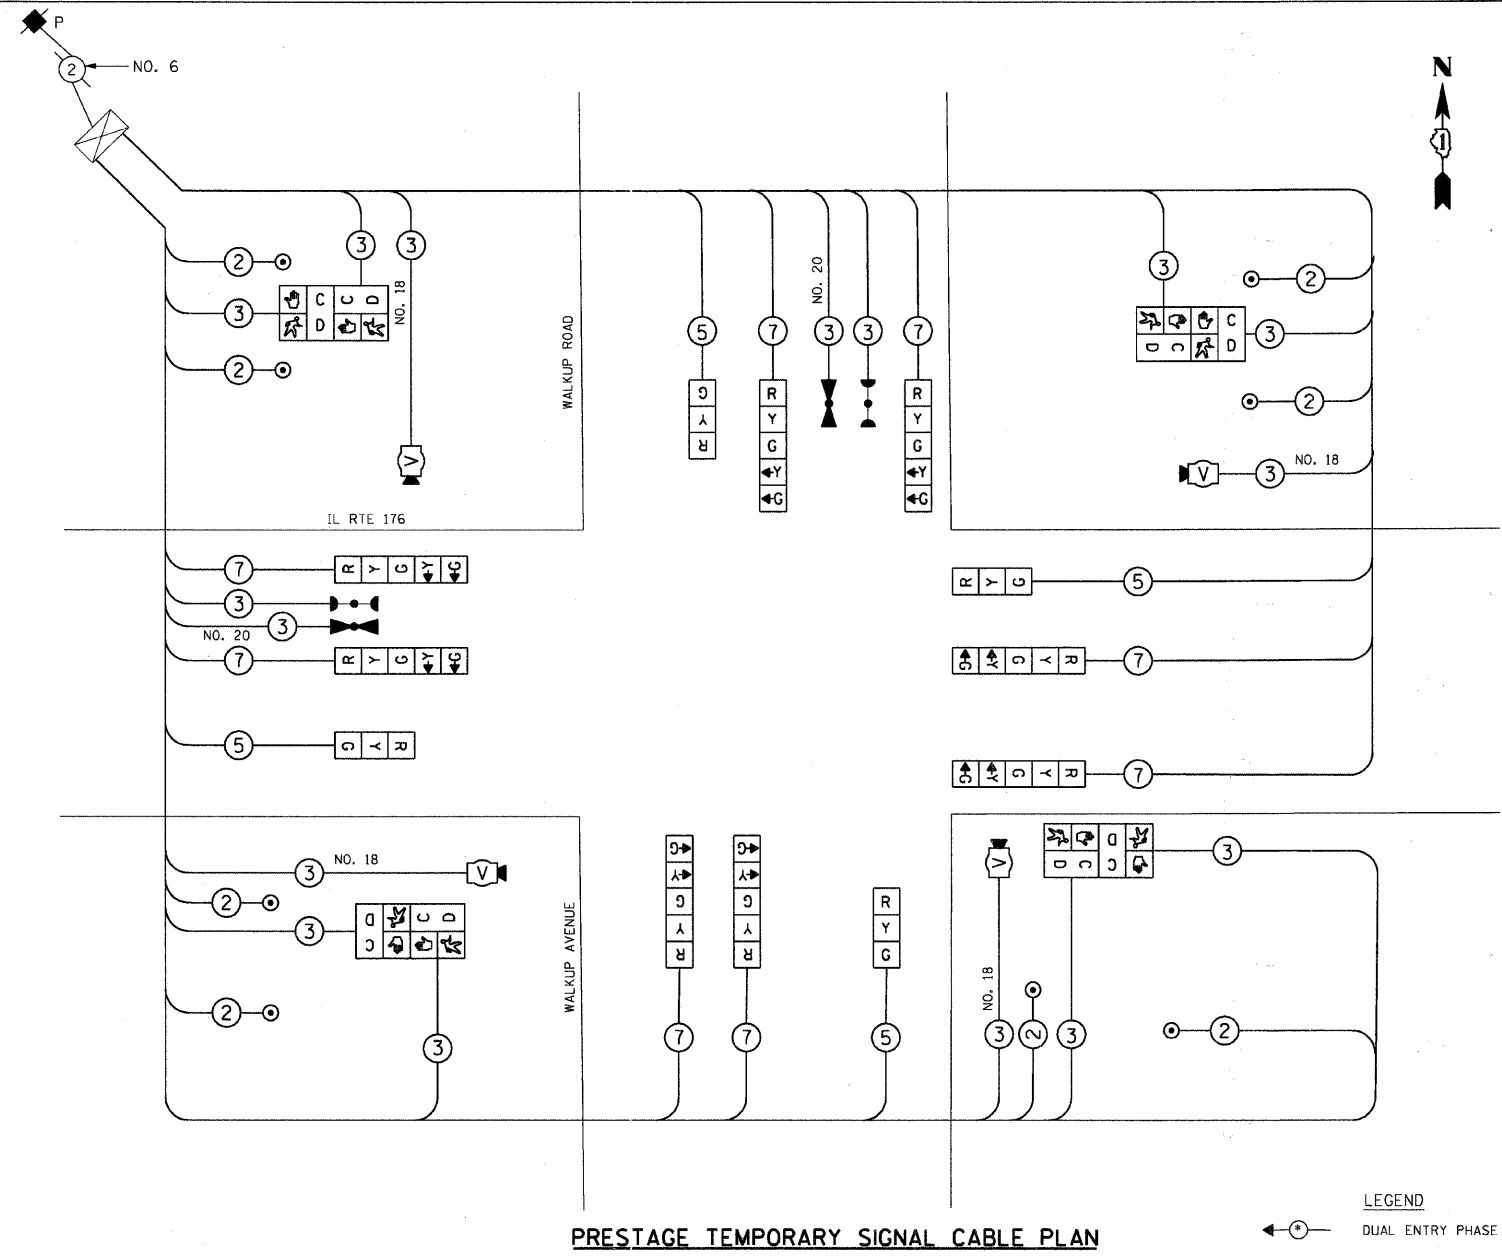 P
2
NO. 6
N
1
3
3
2
3
C C D
D
NO. 18
2
V
WALKUP ROAD
5
7
NO. 20
3
3
7
G Y R
R Y G Y G
R Y G Y G
3
2
C
D C D
3
2
V
3
NO. 18
IL RTE 176
7
R Y G Y G
3
3
NO. 20
7
R Y G Y G
5
G Y R
R Y G
5
G Y G Y R
7
G Y G Y R
7
3
NO. 18
V
2
3
D C D
C
2
3
WALKUP AVENUE
G Y G Y R
G Y G Y R
R Y G
7
7
5
V
D
D C C
3
NO. 18
3
2
3
2
LEGEND
* DUAL ENTRY PHASE
PRESTAGE TEMPORARY SIGNAL CABLE PLAN